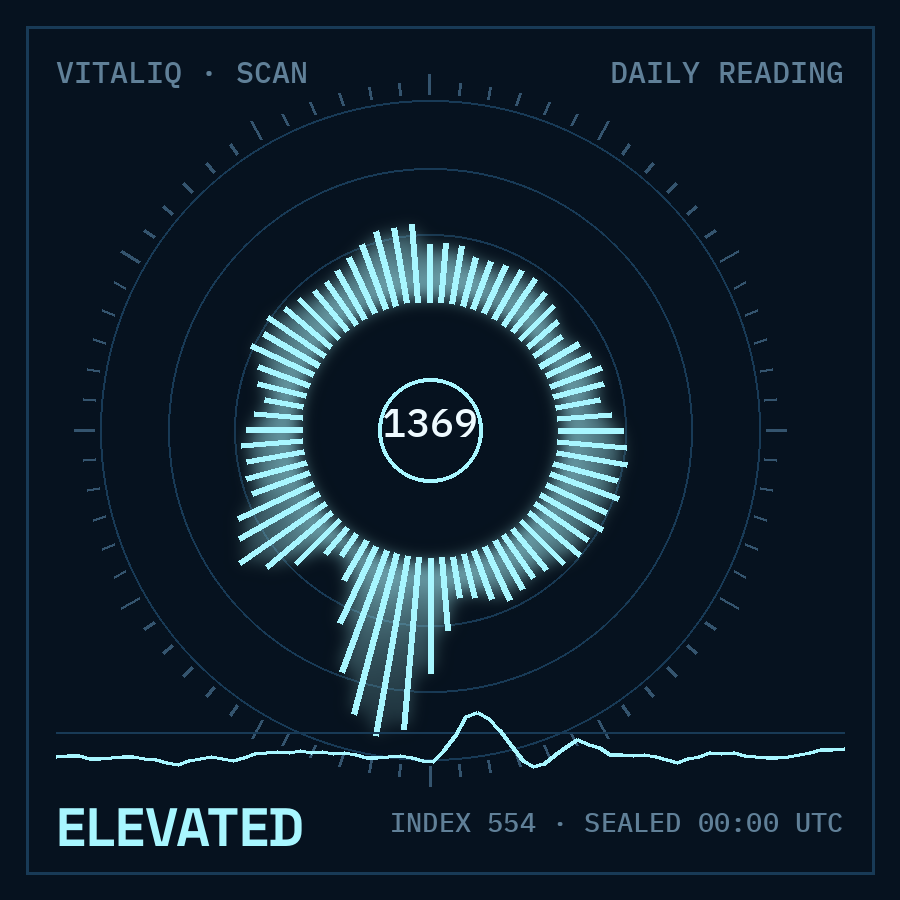 VITALIQ · SCAN
DAILY READING
1369
ELEVATED
INDEX 554 · SEALED 00:00 UTC